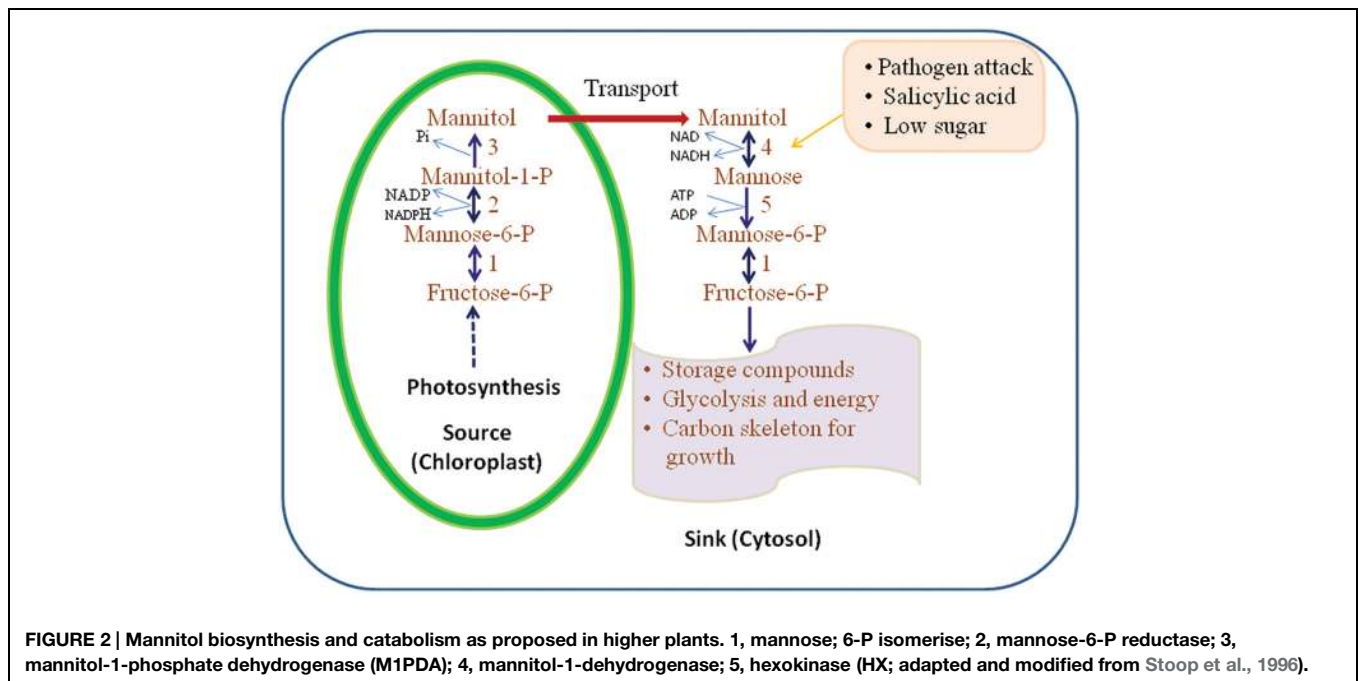 Transport
• Pathogen attack
• Salicylic acid
• Low sugar
Mannitol
Pi
3
Mannitol-1-P
NADP
NADPH
2
Mannose-6-P
1
Fructose-6-P
Photosynthesis
Source
(Chloroplast)
Mannitol
NAD
NADH
4
Mannose
ATP
ADP
5
Mannose-6-P
1
Fructose-6-P
• Storage compounds
• Glycolysis and energy
• Carbon skeleton for
growth
Sink (Cytosol)
FIGURE 2 | Mannitol biosynthesis and catabolism as proposed in higher plants. 1, mannose; 6-P isomerise; 2, mannose-6-P reductase; 3,
mannitol-1-phosphate dehydrogenase (M1PDA); 4, mannitol-1-dehydrogenase; 5, hexokinase (HX; adapted and modified from Stoop et al., 1996).